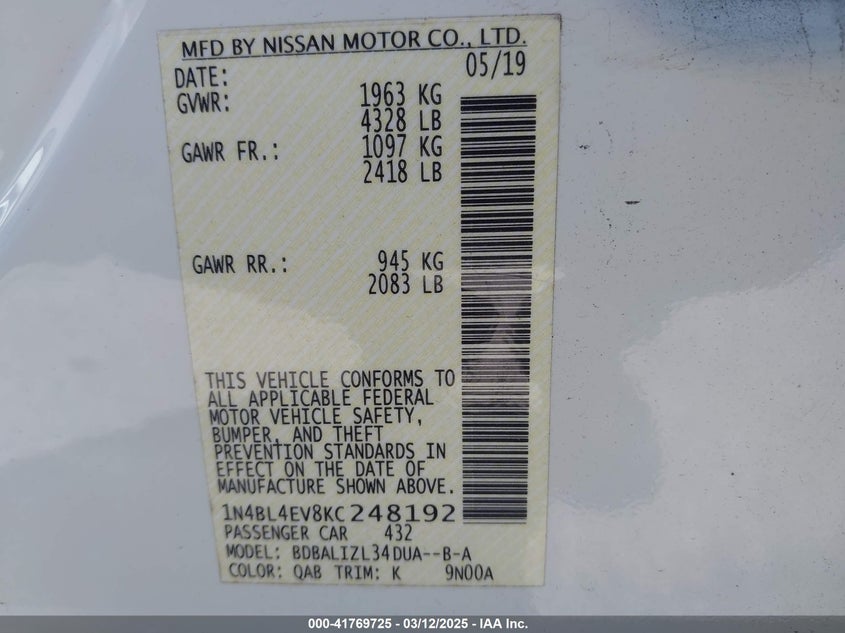 MFD BY NISSAN MOTOR CO., LTD.
DATE: 05/19
GVWR: 1963 KG
4328 LB
GAWR FR.: 1097 KG
2418 LB
GAWR RR.: 945 KG
2083 LB
THIS VEHICLE CONFORMS TO
ALL APPLICABLE FEDERAL
MOTOR VEHICLE SAFETY,
BUMPER, AND THEFT
PREVENTION STANDARDS IN
EFFECT ON THE DATE OF
MANUFACTURE SHOWN ABOVE.
1N4BL4EV8KC248192
PASSENGER CAR 432
MODEL: BDBALIZL34DUA--B-A
COLOR: QAB TRIM: K 9N00A
000-41769725 - 03/12/2025 - IAA Inc.